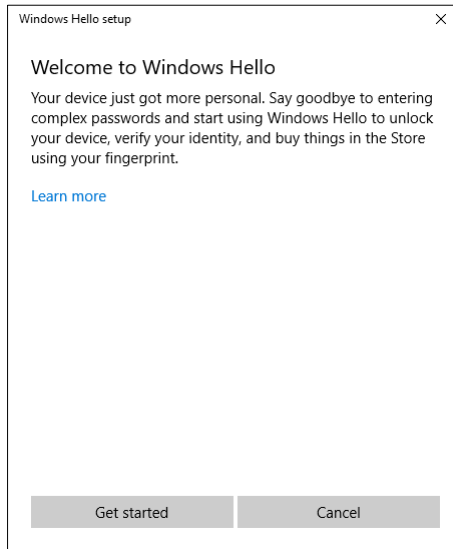 Windows Hello setup
Welcome to Windows Hello
Your device just got more personal. Say goodbye to entering
complex passwords and start using Windows Hello to unlock
your device, verify your identity, and buy things in the Store
using your fingerprint.
Learn more
Get started
Cancel